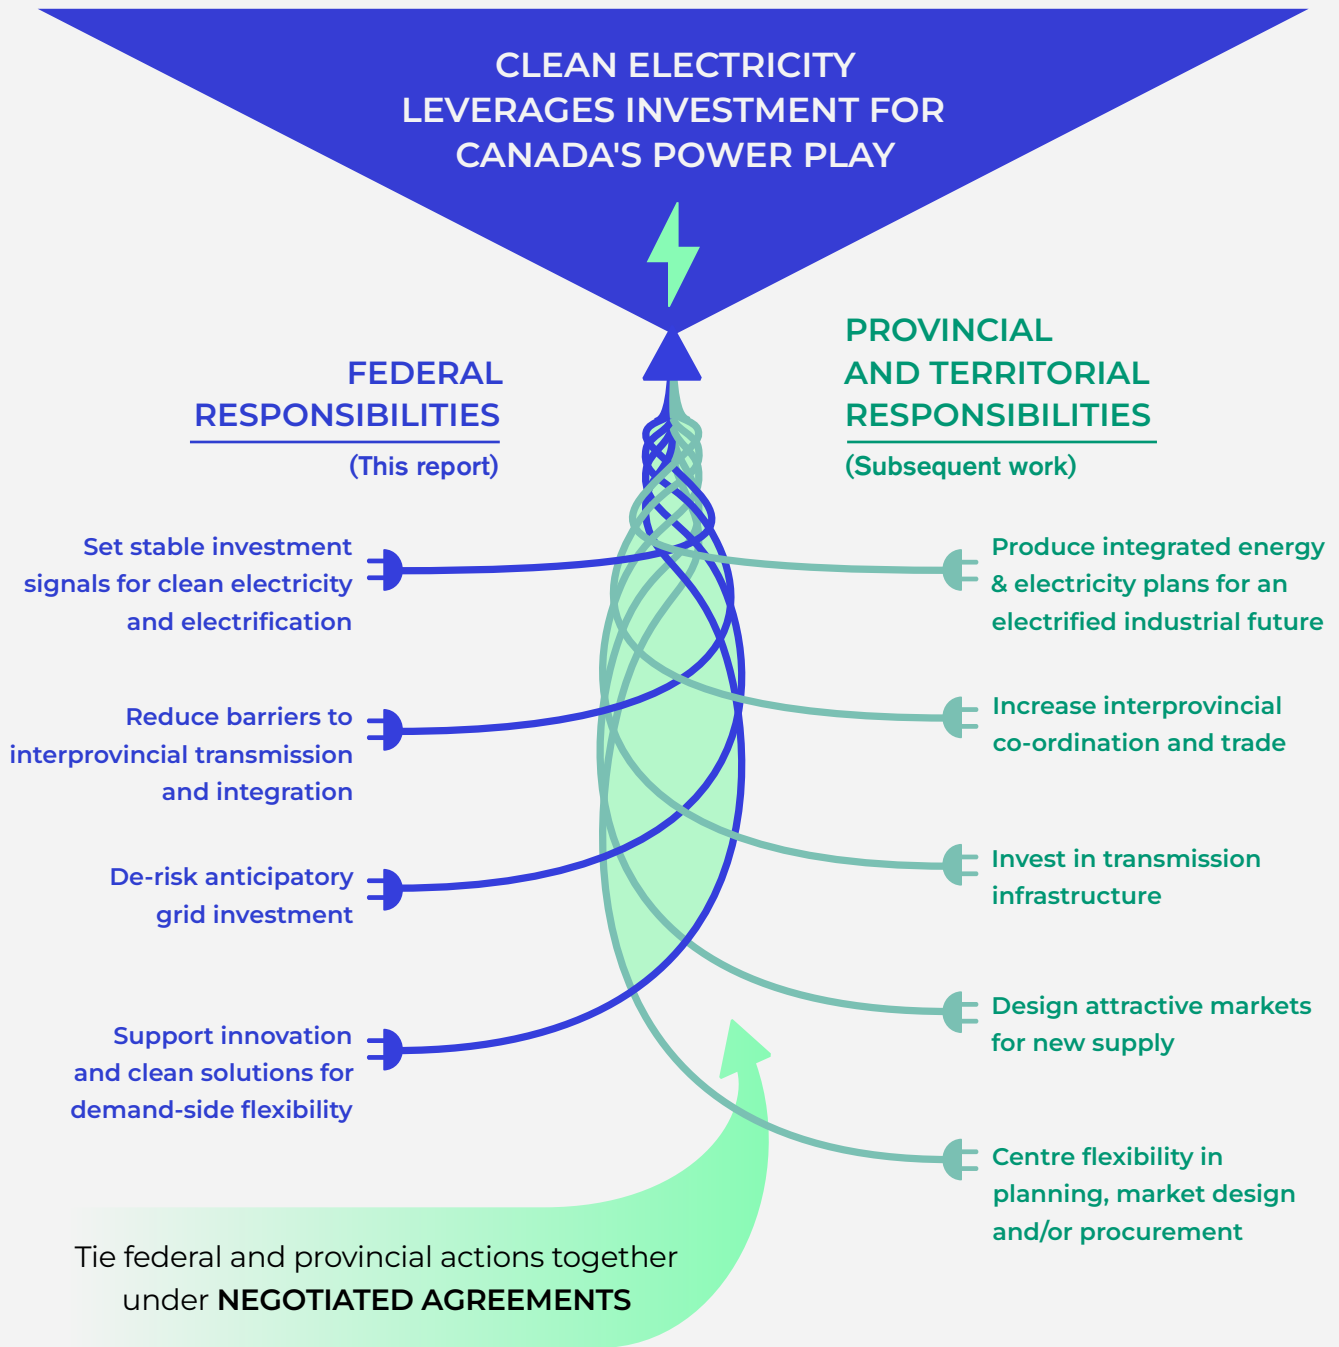 CLEAN ELECTRICITY
LEVERAGES INVESTMENT FOR
CANADA'S POWER PLAY
FEDERAL
RESPONSIBILITIES
(This report)
Set stable investment
signals for clean electricity
and electrification
Reduce barriers to
interprovincial transmission
and integration
De-risk anticipatory
grid investment
Support innovation
and clean solutions for
demand-side flexibility
PROVINCIAL
AND TERRITORIAL
RESPONSIBILITIES
(Subsequent work)
Produce integrated energy
& electricity plans for an
electrified industrial future
Increase interprovincial
co-ordination and trade
Invest in transmission
infrastructure
Design attractive markets
for new supply
Centre flexibility in
planning, market design
and/or procurement
Tie federal and provincial actions together
under NEGOTIATED AGREEMENTS